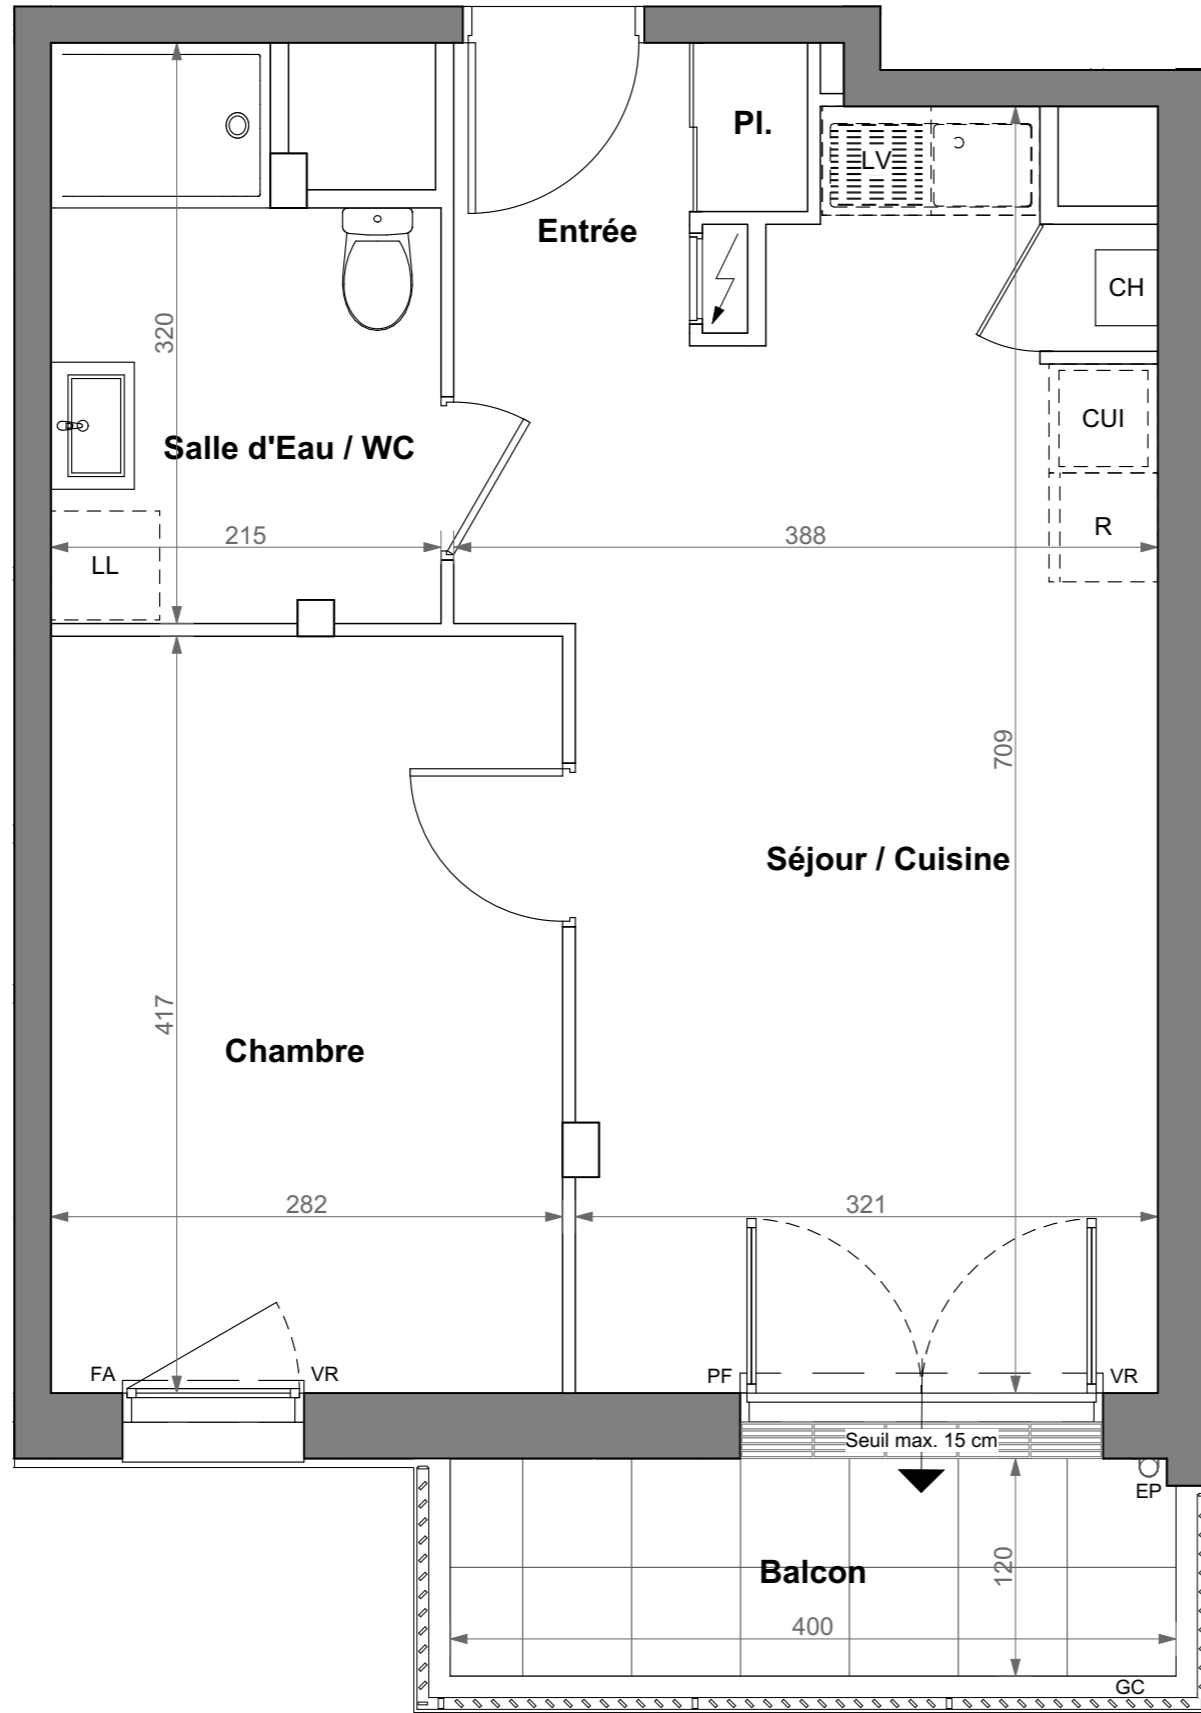 Pl.
LV
Entrée
CH
320
CUI
Salle d'Eau / WC
R
215
388
LL
709
Séjour / Cuisine
417
Chambre
282
321
FA
VR
PF
VR
Seuil max. 15 cm
EP
Balcon
120
400
GC